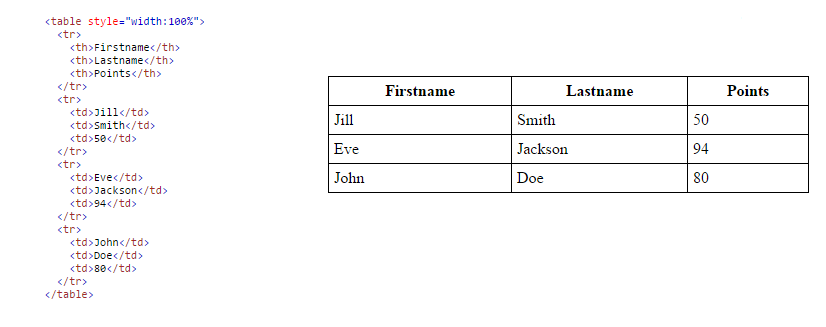 <table style="width:100%">
  <tr>
    <th>Firstname</th>
    <th>Lastname</th>
    <th>Points</th>
  </tr>
  <tr>
    <td>Jill</td>
    <td>Smith</td>
    <td>50</td>
  </tr>
  <tr>
    <td>Eve</td>
    <td>Jackson</td>
    <td>94</td>
  </tr>
  <tr>
    <td>John</td>
    <td>Doe</td>
    <td>80</td>
  </tr>
</table>
Firstname Lastname Points
Jill Smith 50
Eve Jackson 94
John Doe 80